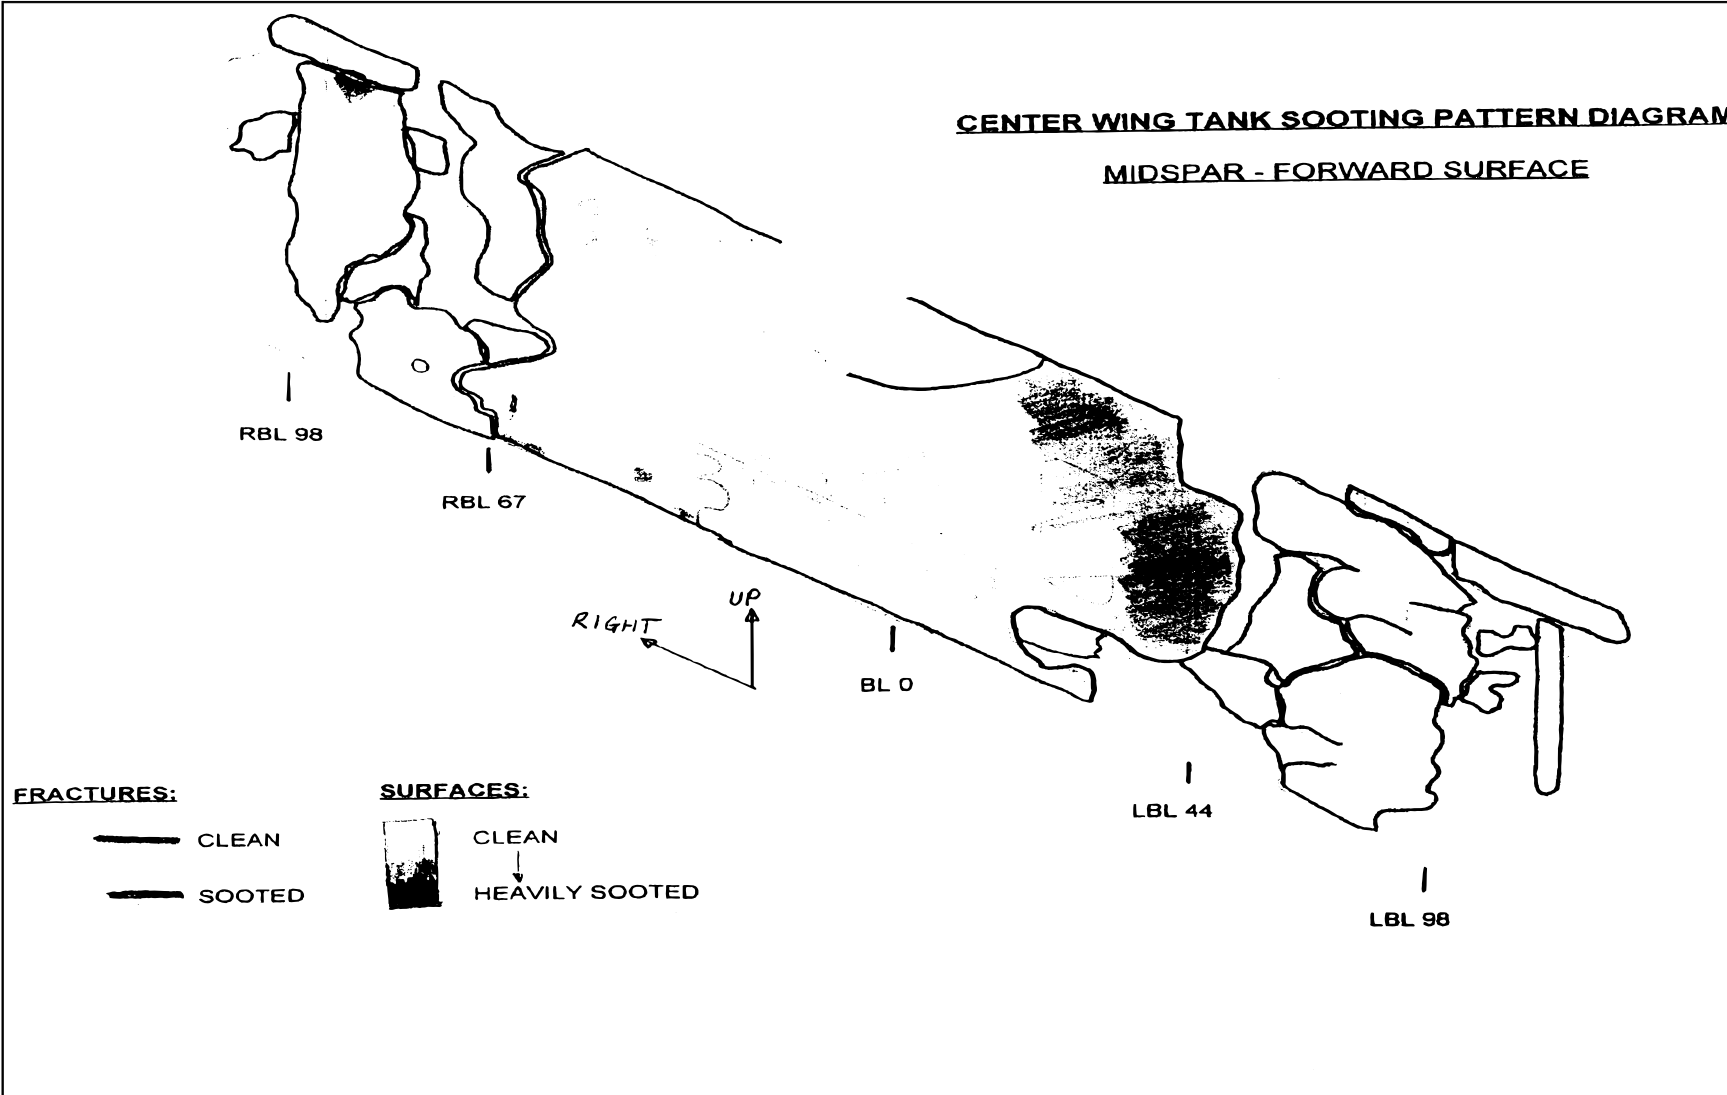 CENTER WING TANK SOOTING PATTERN DIAGRAM
MIDSPAR - FORWARD SURFACE
RBL 98
RBL 67
UP
RIGHT
BL 0
LBL 44
LBL 98
FRACTURES:
CLEAN
SOOTED
SURFACES:
CLEAN
HEAVILY SOOTED